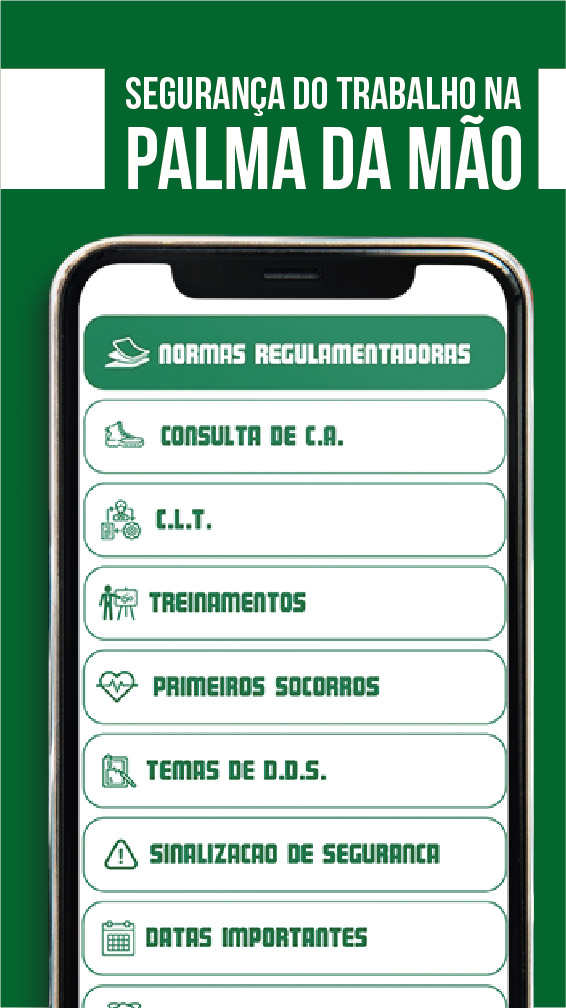 SEGURANÇA DO TRABALHO NA
PALMA DA MÃO
NORMAS REGULAMENTADORAS
CONSULTA DE C.A.
C.L.T.
TREINAMENTOS
PRIMEIROS SOCORROS
TEMAS DE D.D.S.
SINALIZACAO DE SEGURANCA
DATAS IMPORTANTES